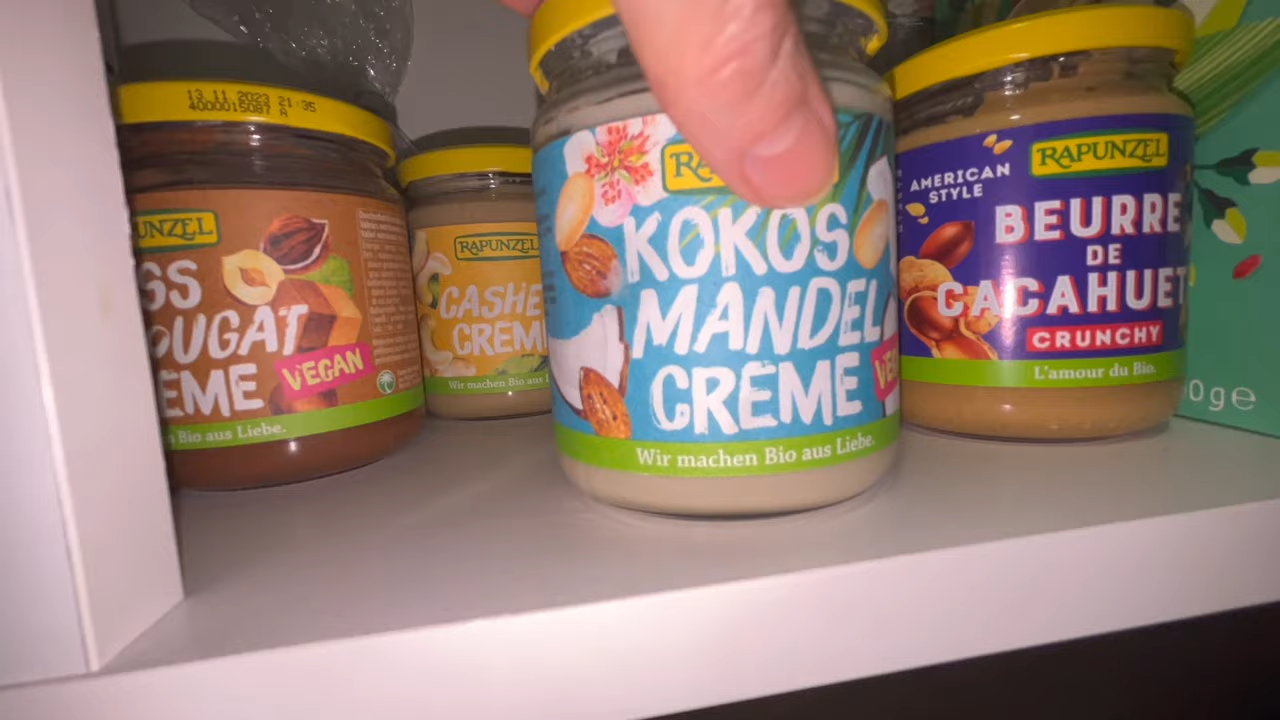 13.11.2023 21:35
4000015087 A
UNZEL
SS
OUGAT
EME
VEGAN
n Bio aus Liebe.
RAPUNZEL
CASHE
CREM
Wir machen Bio aus
KOKOS
MANDEL
CREME
VE
Wir machen Bio aus Liebe.
RAPUNZEL
AMERICAN
STYLE
BEURRE
DE
CACAHUET
CRUNCHY
L'amour du Bio.
0g℮